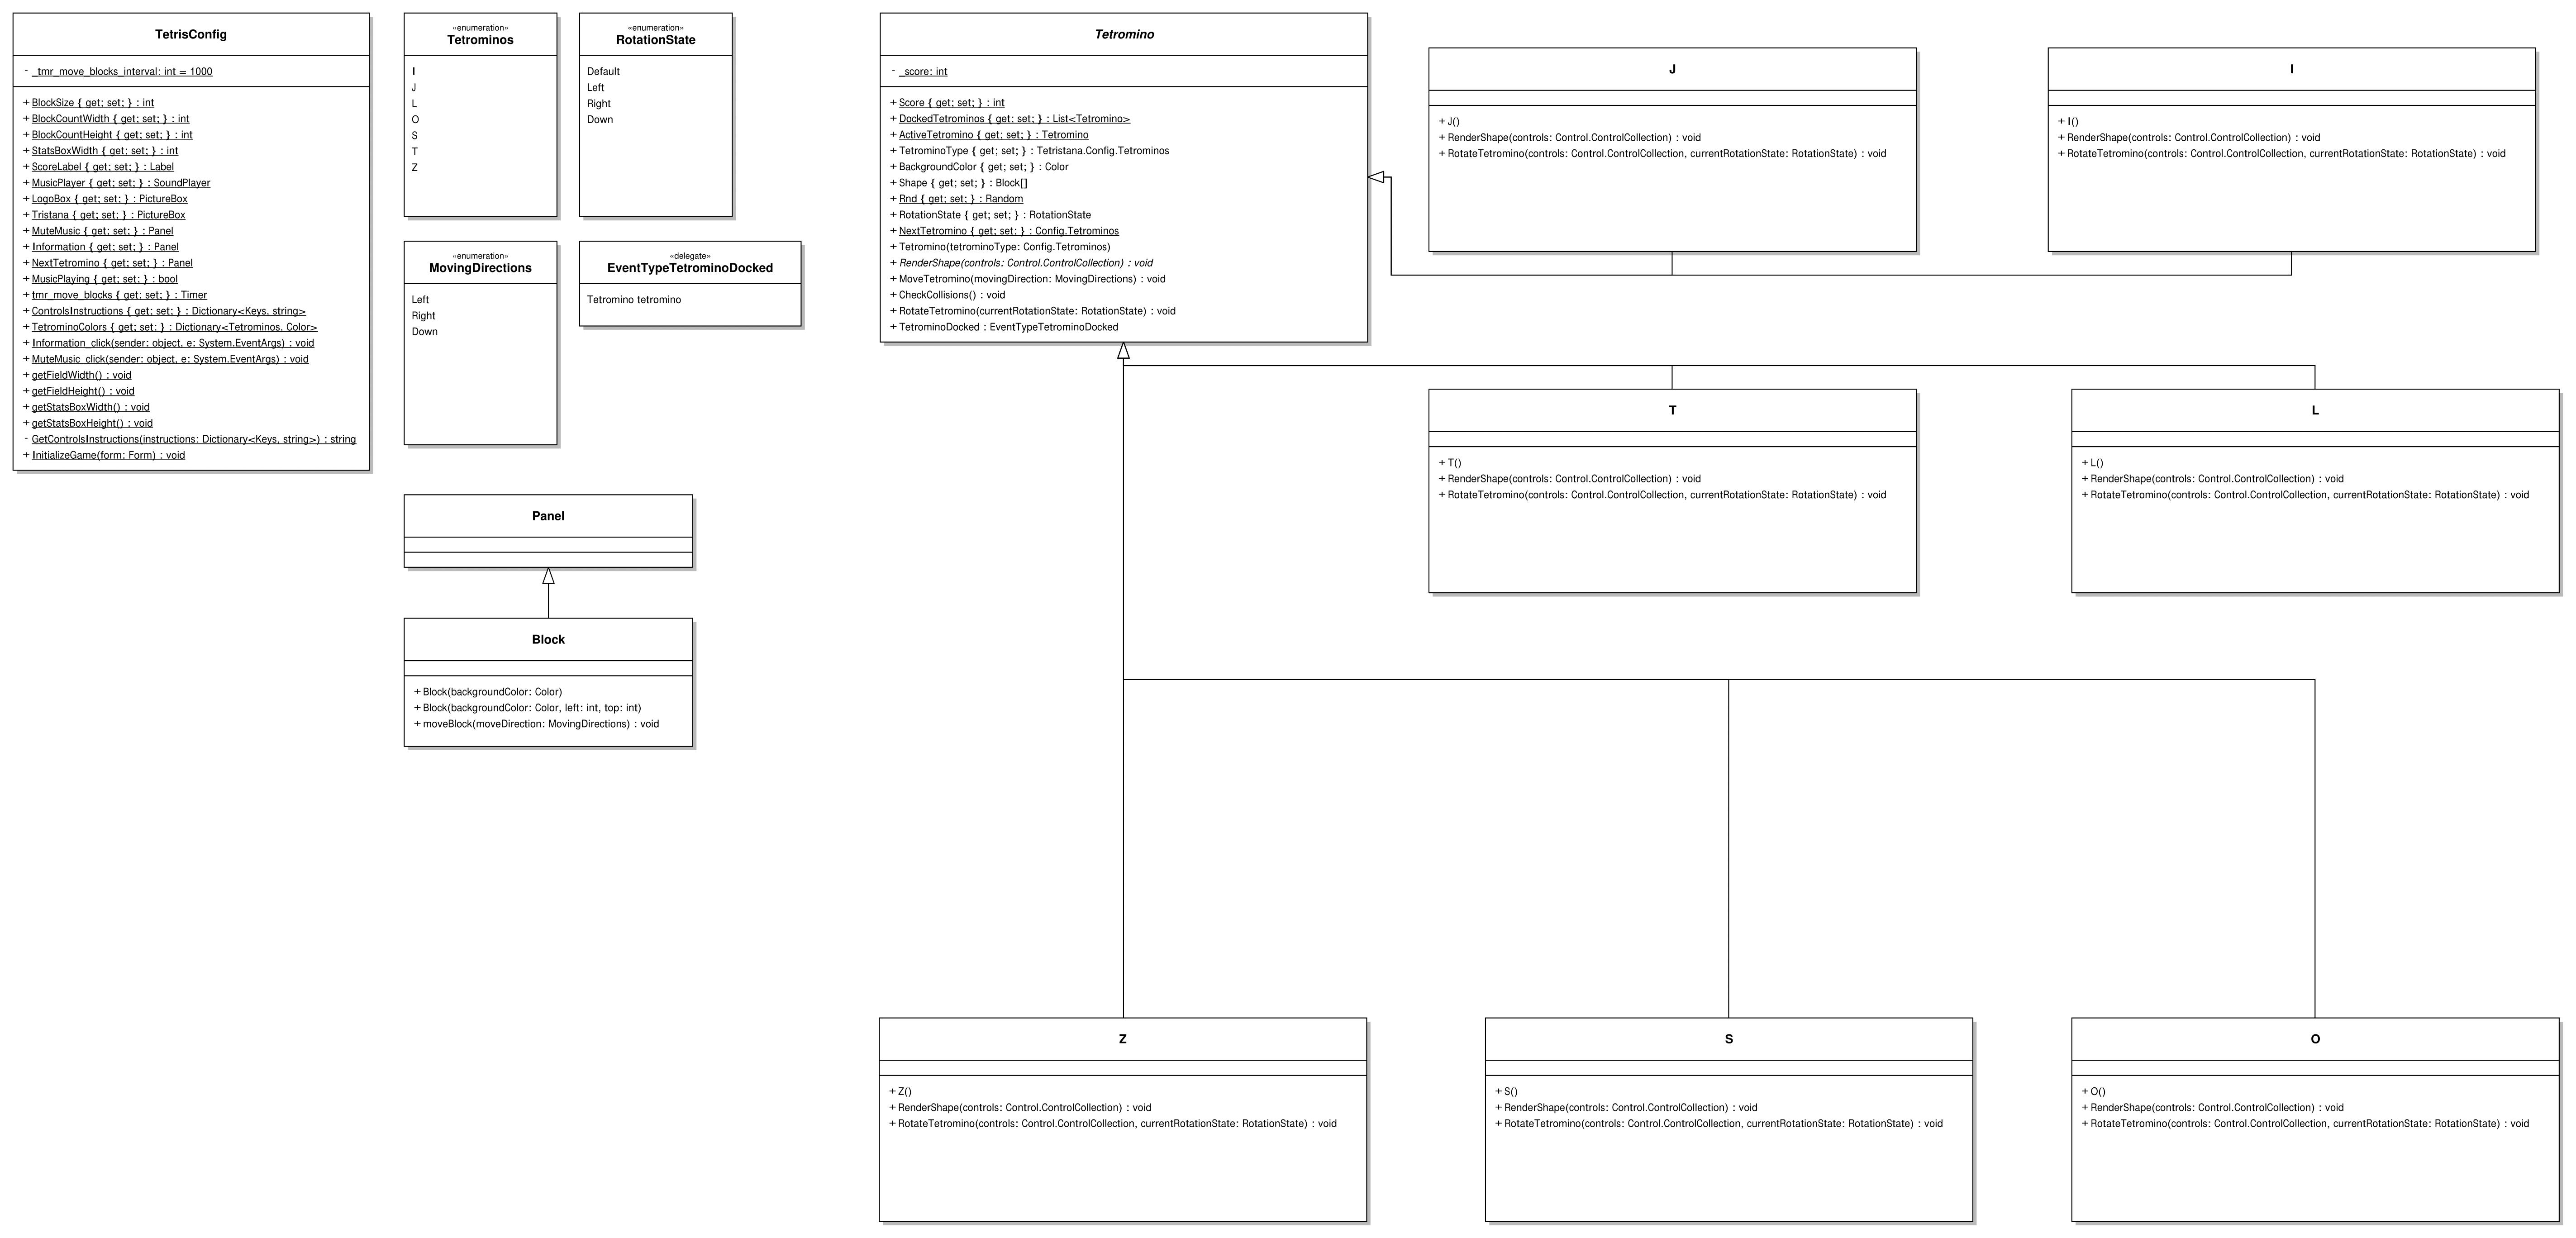 TetrisConfig
- _tmr_move_blocks_interval: int = 1000
+ BlockSize { get; set; } : int
+ BlockCountWidth { get; set; } : int
+ BlockCountHeight { get; set; } : int
+ StatsBoxWidth { get; set; } : int
+ ScoreLabel { get; set; } : Label
+ MusicPlayer { get; set; } : SoundPlayer
+ LogoBox { get; set; } : PictureBox
+ Tristana { get; set; } : PictureBox
+ MuteMusic { get; set; } : Panel
+ Information { get; set; } : Panel
+ NextTetromino { get; set; } : Panel
+ MusicPlaying { get; set; } : bool
+ tmr_move_blocks { get; set; } : Timer
+ ControlsInstructions { get; set; } : Dictionary<Keys, string>
+ TetrominoColors { get; set; } : Dictionary<Tetrominos, Color>
+ Information_click(sender: object, e: System.EventArgs) : void
+ MuteMusic_click(sender: object, e: System.EventArgs) : void
+ getFieldWidth() : void
+ getFieldHeight() : void
+ getStatsBoxWidth() : void
+ getStatsBoxHeight() : void
- GetControlsInstructions(instructions: Dictionary<Keys, string>) : string
+ InitializeGame(form: Form) : void
«enumeration»
Tetrominos
I
J
L
O
S
T
Z
«enumeration»
RotationState
Default
Left
Right
Down
«enumeration»
MovingDirections
Left
Right
Down
«delegate»
EventTypeTetrominoDocked
Tetromino tetromino
Panel
Block
+ Block(backgroundColor: Color)
+ Block(backgroundColor: Color, left: int, top: int)
+ moveBlock(moveDirection: MovingDirections) : void
Tetromino
- _score: int
+ Score { get; set; } : int
+ DockedTetrominos { get; set; } : List<Tetromino>
+ ActiveTetromino { get; set; } : Tetromino
+ TetrominoType { get; set; } : Tetristana.Config.Tetrominos
+ BackgroundColor { get; set; } : Color
+ Shape { get; set; } : Block[]
+ Rnd { get; set; } : Random
+ RotationState { get; set; } : RotationState
+ NextTetromino { get; set; } : Config.Tetrominos
+ Tetromino(tetrominoType: Config.Tetrominos)
+ RenderShape(controls: Control.ControlCollection) : void
+ MoveTetromino(movingDirection: MovingDirections) : void
+ CheckCollisions() : void
+ RotateTetromino(currentRotationState: RotationState) : void
+ TetrominoDocked : EventTypeTetrominoDocked
J
+ J()
+ RenderShape(controls: Control.ControlCollection) : void
+ RotateTetromino(controls: Control.ControlCollection, currentRotationState: RotationState) : void
I
+ I()
+ RenderShape(controls: Control.ControlCollection) : void
+ RotateTetromino(controls: Control.ControlCollection, currentRotationState: RotationState) : void
T
+ T()
+ RenderShape(controls: Control.ControlCollection) : void
+ RotateTetromino(controls: Control.ControlCollection, currentRotationState: RotationState) : void
L
+ L()
+ RenderShape(controls: Control.ControlCollection) : void
+ RotateTetromino(controls: Control.ControlCollection, currentRotationState: RotationState) : void
Z
+ Z()
+ RenderShape(controls: Control.ControlCollection) : void
+ RotateTetromino(controls: Control.ControlCollection, currentRotationState: RotationState) : void
S
+ S()
+ RenderShape(controls: Control.ControlCollection) : void
+ RotateTetromino(controls: Control.ControlCollection, currentRotationState: RotationState) : void
O
+ O()
+ RenderShape(controls: Control.ControlCollection) : void
+ RotateTetromino(controls: Control.ControlCollection, currentRotationState: RotationState) : void